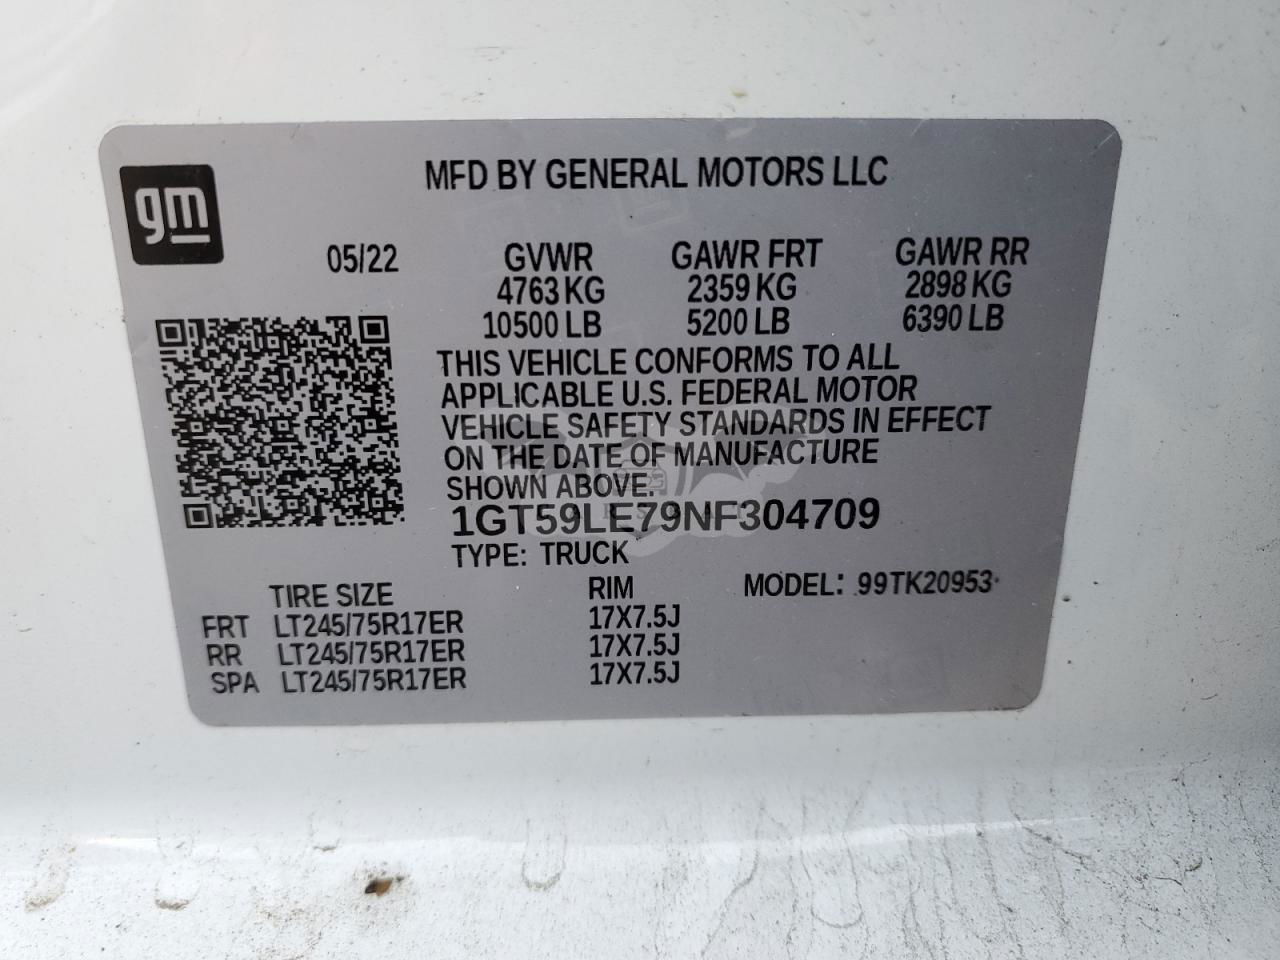 gm
MFD BY GENERAL MOTORS LLC
05/22 GVWR GAWR FRT GAWR RR
4763 KG 2359 KG 2898 KG
10500 LB 5200 LB 6390 LB
THIS VEHICLE CONFORMS TO ALL
APPLICABLE U.S. FEDERAL MOTOR
VEHICLE SAFETY STANDARDS IN EFFECT
ON THE DATE OF MANUFACTURE
SHOWN ABOVE.
1GT59LE79NF304709
TYPE: TRUCK
TIRE SIZE RIM MODEL: 99TK20953
FRT LT245/75R17ER 17X7.5J
RR LT245/75R17ER 17X7.5J
SPA LT245/75R17ER 17X7.5J